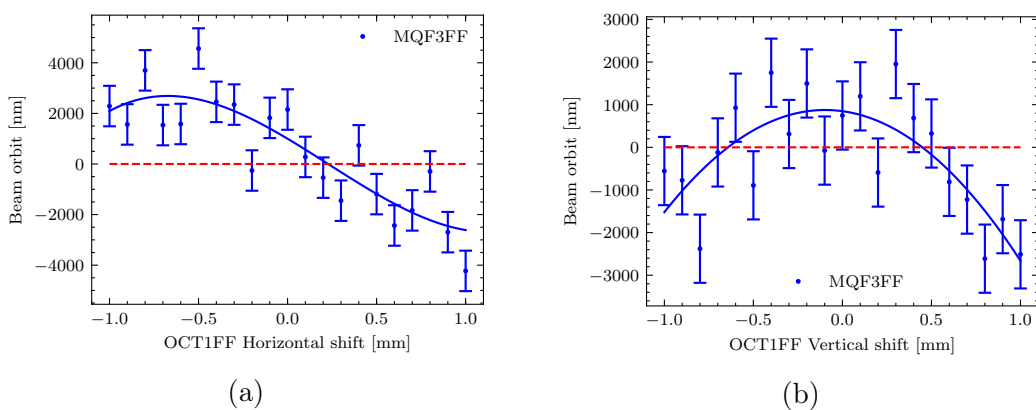 Beam orbit [nm]
4000
2000
0
−2000
−4000
MQF3FF
−1.0 −0.5 0.0 0.5 1.0
OCT1FF Horizontal shift [mm]
(a)
Beam orbit [nm]
3000
2000
1000
0
−1000
−2000
−3000
MQF3FF
−1.0 −0.5 0.0 0.5 1.0
OCT1FF Vertical shift [mm]
(b)